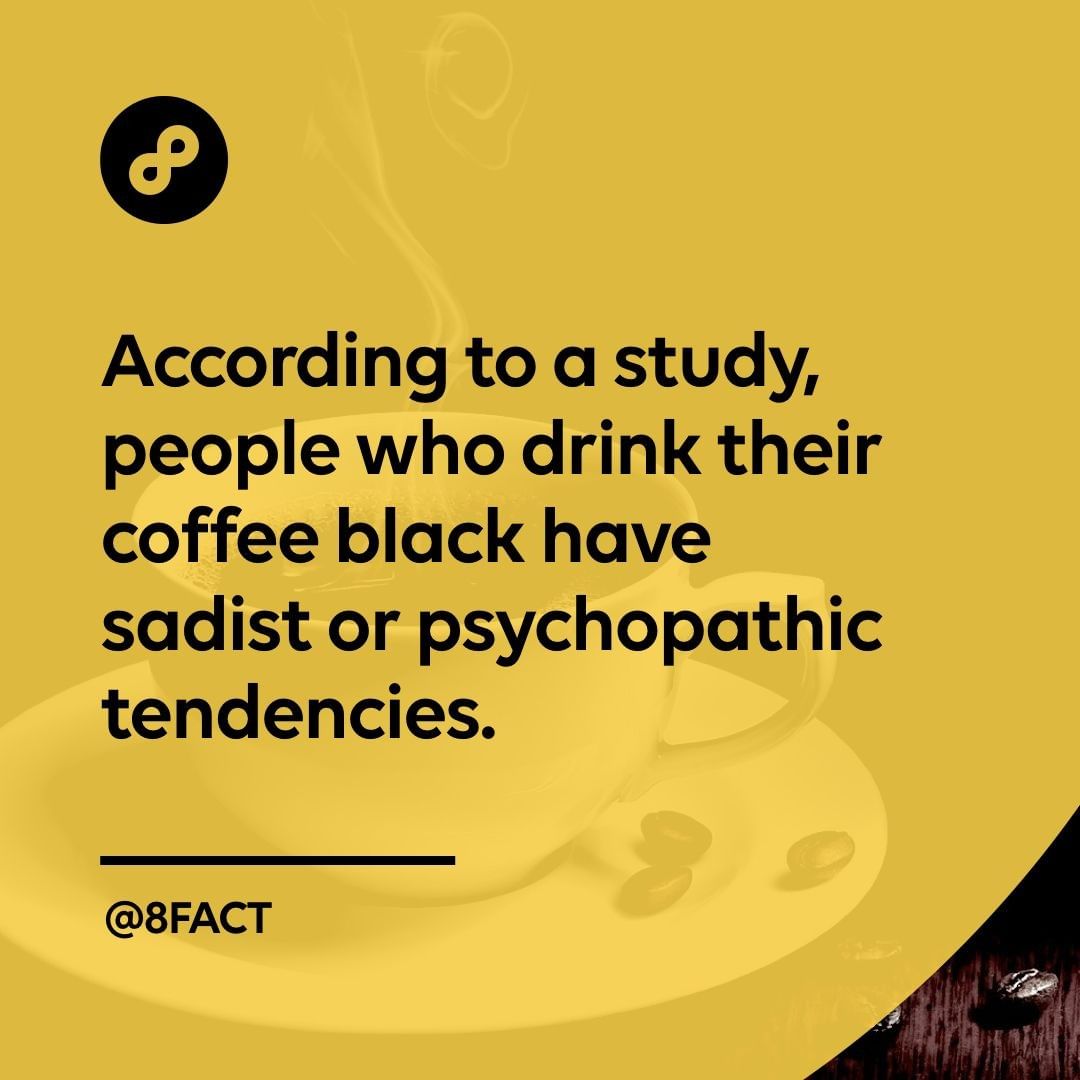 According to a study,
people who drink their
coffee black have
sadist or psychopathic
tendencies.
@8FACT